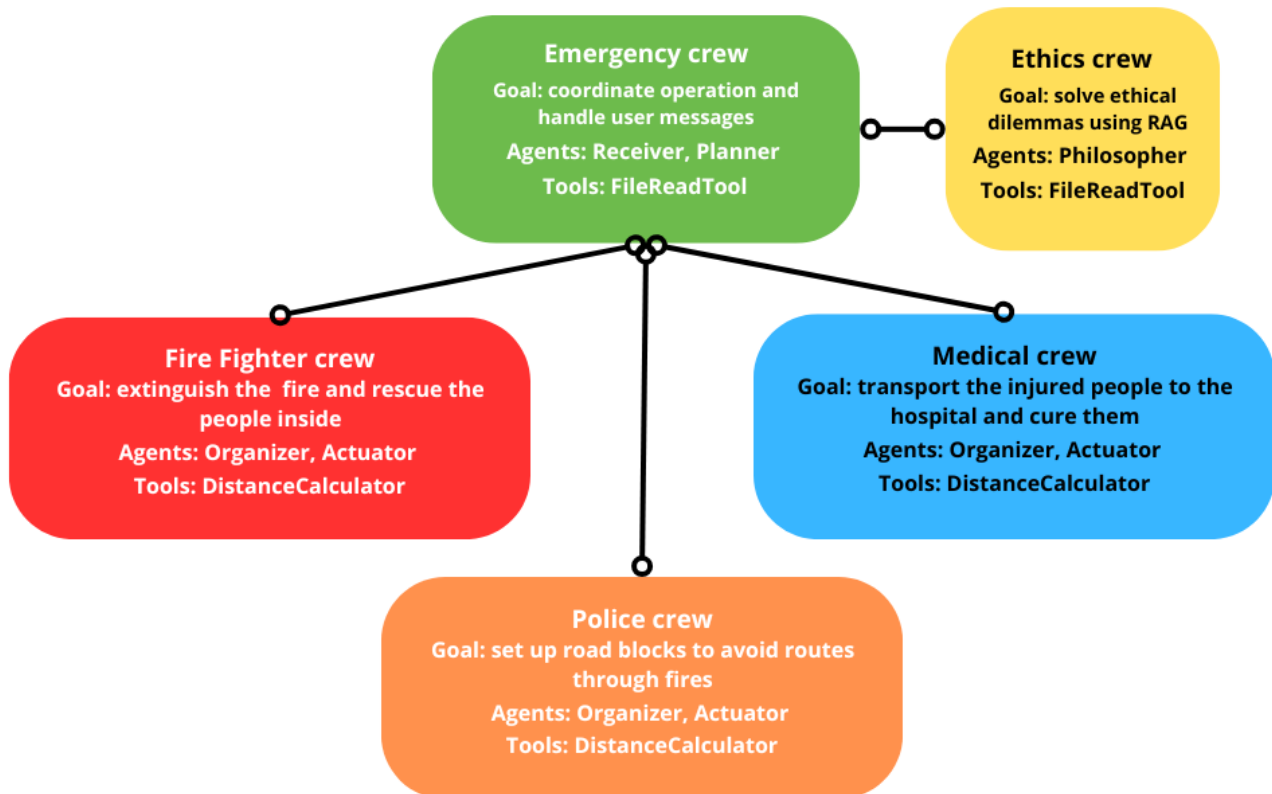 Emergency crew
Goal: coordinate operation and
handle user messages
Agents: Receiver, Planner
Tools: FileReadTool
Ethics crew
Goal: solve ethical
dilemmas using RAG
Agents: Philosopher
Tools: FileReadTool
Fire Fighter crew
Goal: extinguish the fire and rescue the
people inside
Agents: Organizer, Actuator
Tools: DistanceCalculator
Medical crew
Goal: transport the injured people to the
hospital and cure them
Agents: Organizer, Actuator
Tools: DistanceCalculator
Police crew
Goal: set up road blocks to avoid routes
through fires
Agents: Organizer, Actuator
Tools: DistanceCalculator